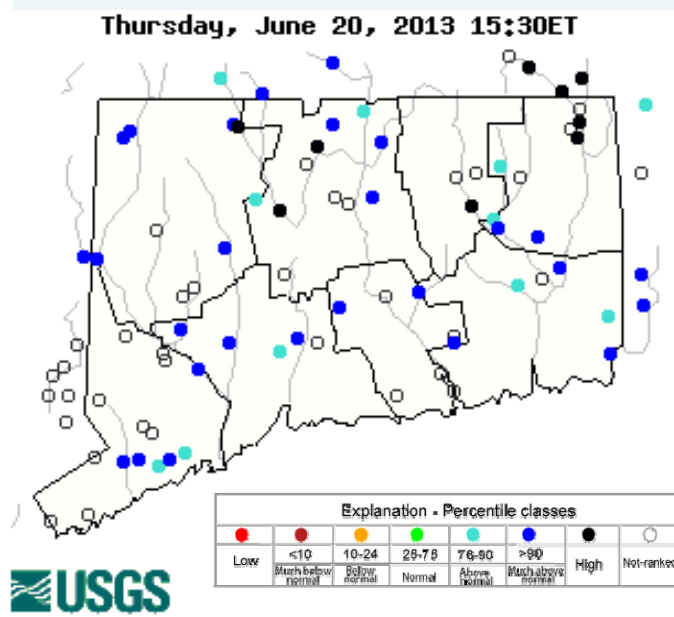 Thursday, June 20, 2013 15:30ET
Explanation - Percentile classes
Low <10 10-24 25-75 76-90 >90 High Not-ranked
Much below normal Below normal Normal Above normal Much above normal
USGS